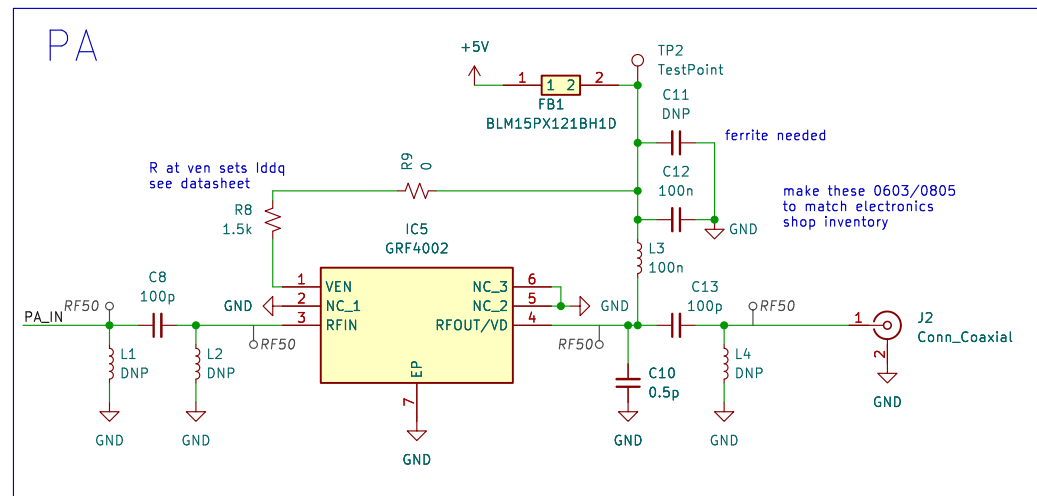 PA
+5V
TP2
TestPoint
1
1 2
2
FB1
BLM15PX121BH1D
C11
DNP
ferrite needed
R at ven sets Iddq
see datasheet
R9
0
C12
100n
make these 0603/0805
to match electronics
shop inventory
R8
1.5k
GND
IC5
GRF4002
L3
100n
C8
100p
1
VEN
NC_3
6
C13
100p
RF50
GND
2
NC_1
NC_2
5
GND
RF50
PA_IN
3
RFIN
RFOUT/VD
4
1
J2
Conn_Coaxial
RF50
RF50
2
L1
DNP
L2
DNP
EP
7
C10
0.5p
L4
DNP
GND
GND
GND
GND
GND
GND